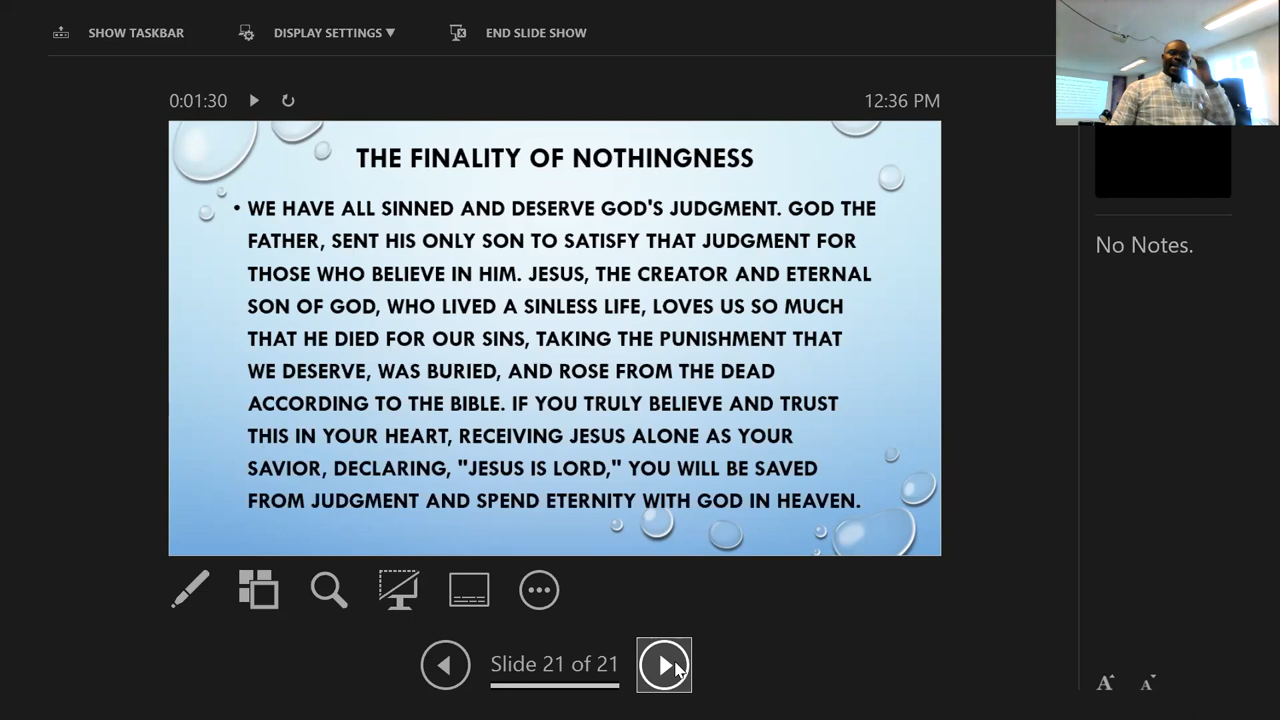 SHOW TASKBAR
DISPLAY SETTINGS ▼
END SLIDE SHOW
0:01:30
12:36 PM
THE FINALITY OF NOTHINGNESS
• WE HAVE ALL SINNED AND DESERVE GOD'S JUDGMENT. GOD THE
FATHER, SENT HIS ONLY SON TO SATISFY THAT JUDGMENT FOR
THOSE WHO BELIEVE IN HIM. JESUS, THE CREATOR AND ETERNAL
SON OF GOD, WHO LIVED A SINLESS LIFE, LOVES US SO MUCH
THAT HE DIED FOR OUR SINS, TAKING THE PUNISHMENT THAT
WE DESERVE, WAS BURIED, AND ROSE FROM THE DEAD
ACCORDING TO THE BIBLE. IF YOU TRULY BELIEVE AND TRUST
THIS IN YOUR HEART, RECEIVING JESUS ALONE AS YOUR
SAVIOR, DECLARING, "JESUS IS LORD," YOU WILL BE SAVED
FROM JUDGMENT AND SPEND ETERNITY WITH GOD IN HEAVEN.
No Notes.
Slide 21 of 21
A A